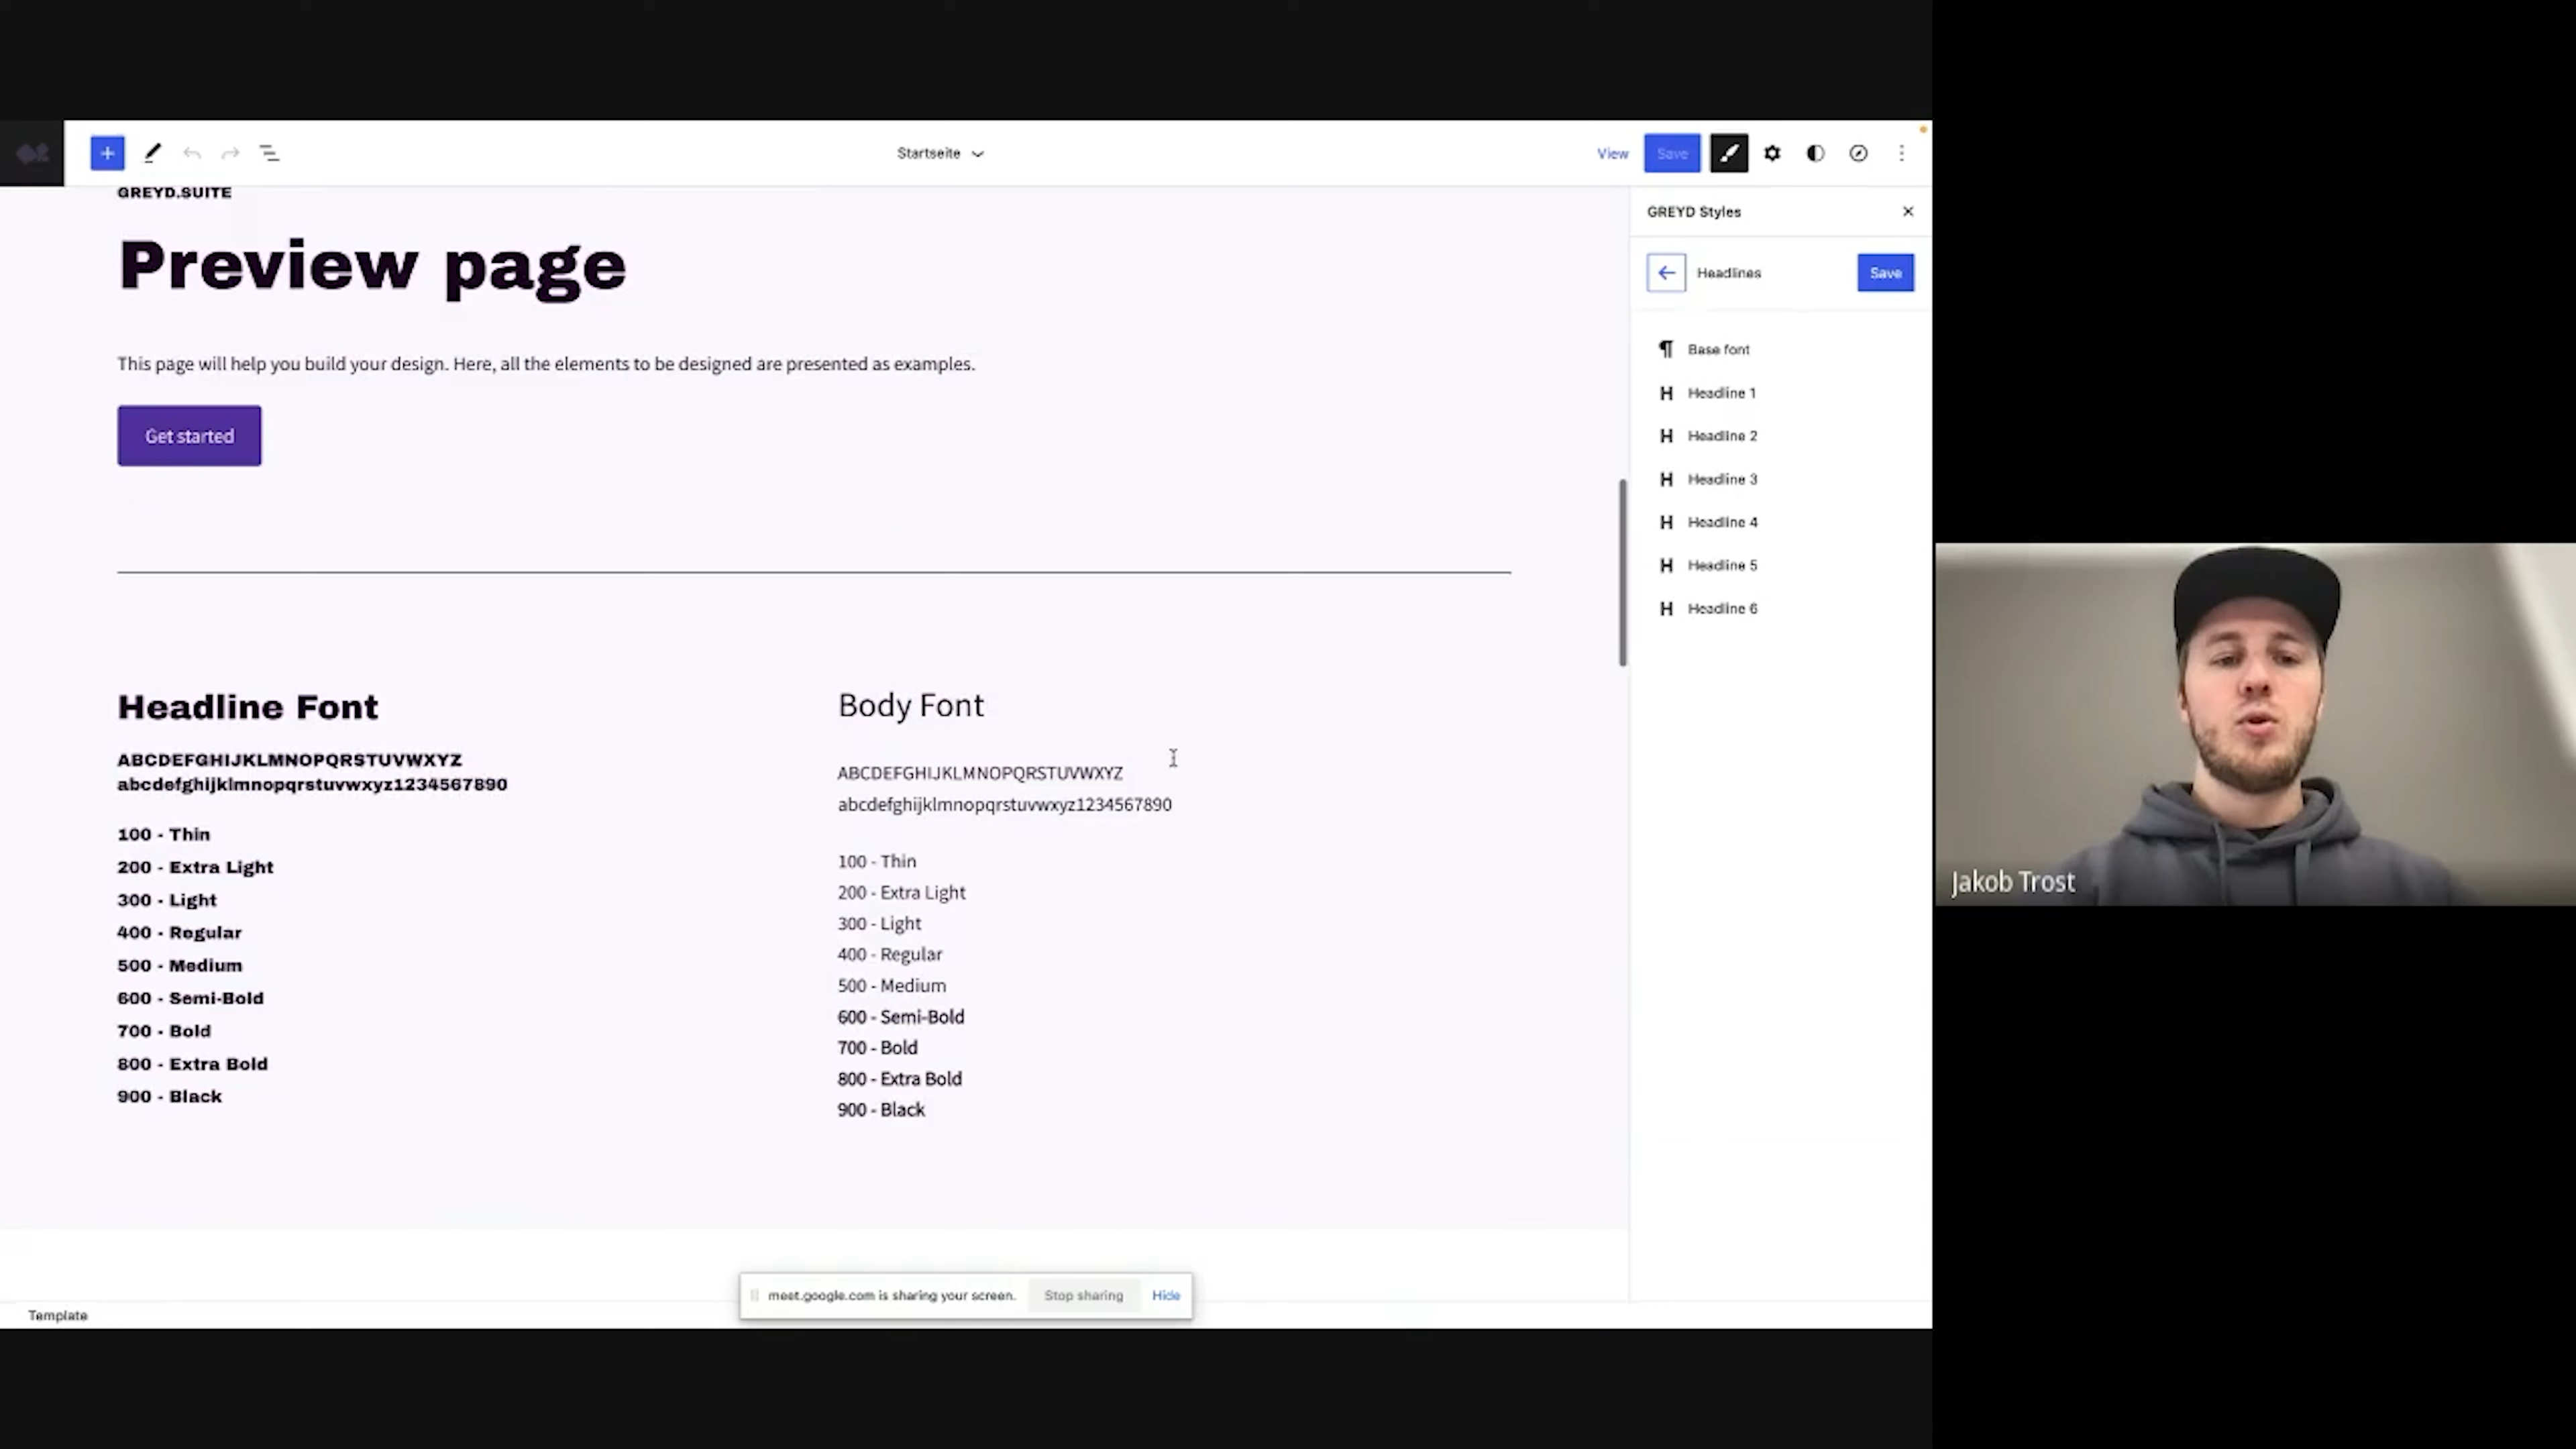 Startseite
View
Save
GREYD.SUITE
Preview page
This page will help you build your design. Here, all the elements to be designed are presented as examples.
Get started
Headline Font
ABCDEFGHIJKLMNOPQRSTUVWXYZ
abcdefghijklmnopqrstuvwxyz1234567890
100 - Thin
200 - Extra Light
300 - Light
400 - Regular
500 - Medium
600 - Semi-Bold
700 - Bold
800 - Extra Bold
900 - Black
Body Font
ABCDEFGHIJKLMNOPQRSTUVWXYZ
abcdefghijklmnopqrstuvwxyz1234567890
100 - Thin
200 - Extra Light
300 - Light
400 - Regular
500 - Medium
600 - Semi-Bold
700 - Bold
800 - Extra Bold
900 - Black
GREYD Styles
Headlines
Save
Base font
Headline 1
Headline 2
Headline 3
Headline 4
Headline 5
Headline 6
Jakob Trost
meet.google.com is sharing your screen.
Stop sharing
Hide
Template